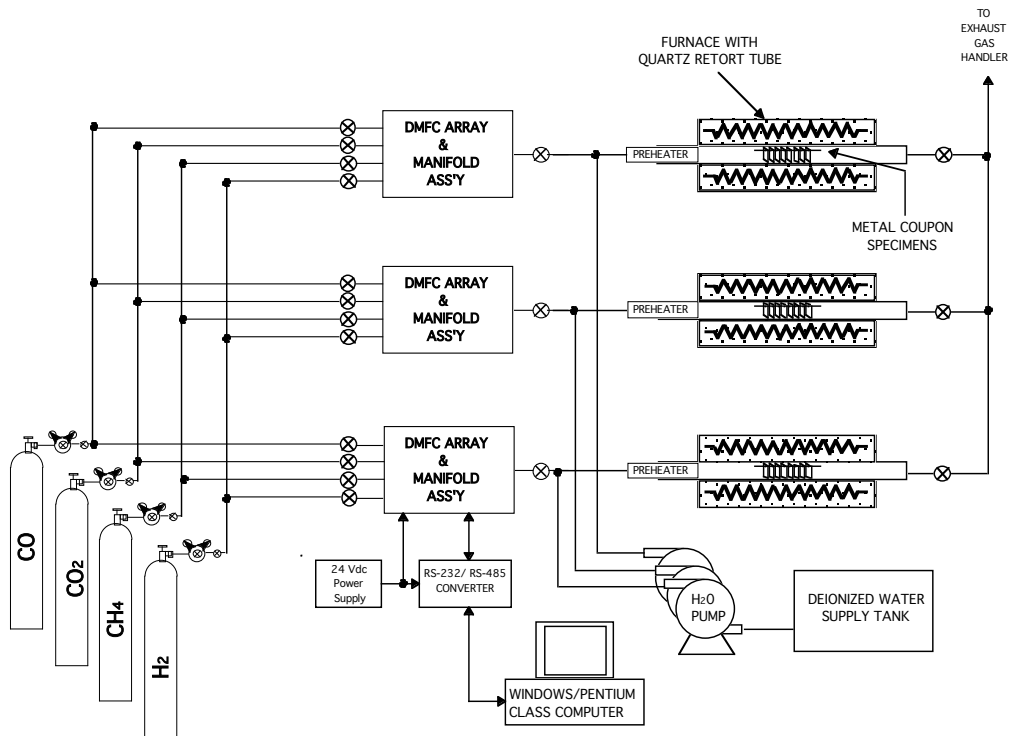 TO
EXHAUST
GAS
HANDLER
FURNACE WITH
QUARTZ RETORT TUBE
DMFC ARRAY
&
MANIFOLD
ASS'Y
PREHEATER
METAL COUPON
SPECIMENS
DMFC ARRAY
&
MANIFOLD
ASS'Y
PREHEATER
DMFC ARRAY
&
MANIFOLD
ASS'Y
PREHEATER
CO
CO2
CH4
H2
24 Vdc
Power
Supply
RS-232/ RS-485
CONVERTER
H2O
PUMP
DEIONIZED WATER
SUPPLY TANK
WINDOWS/PENTIUM
CLASS COMPUTER